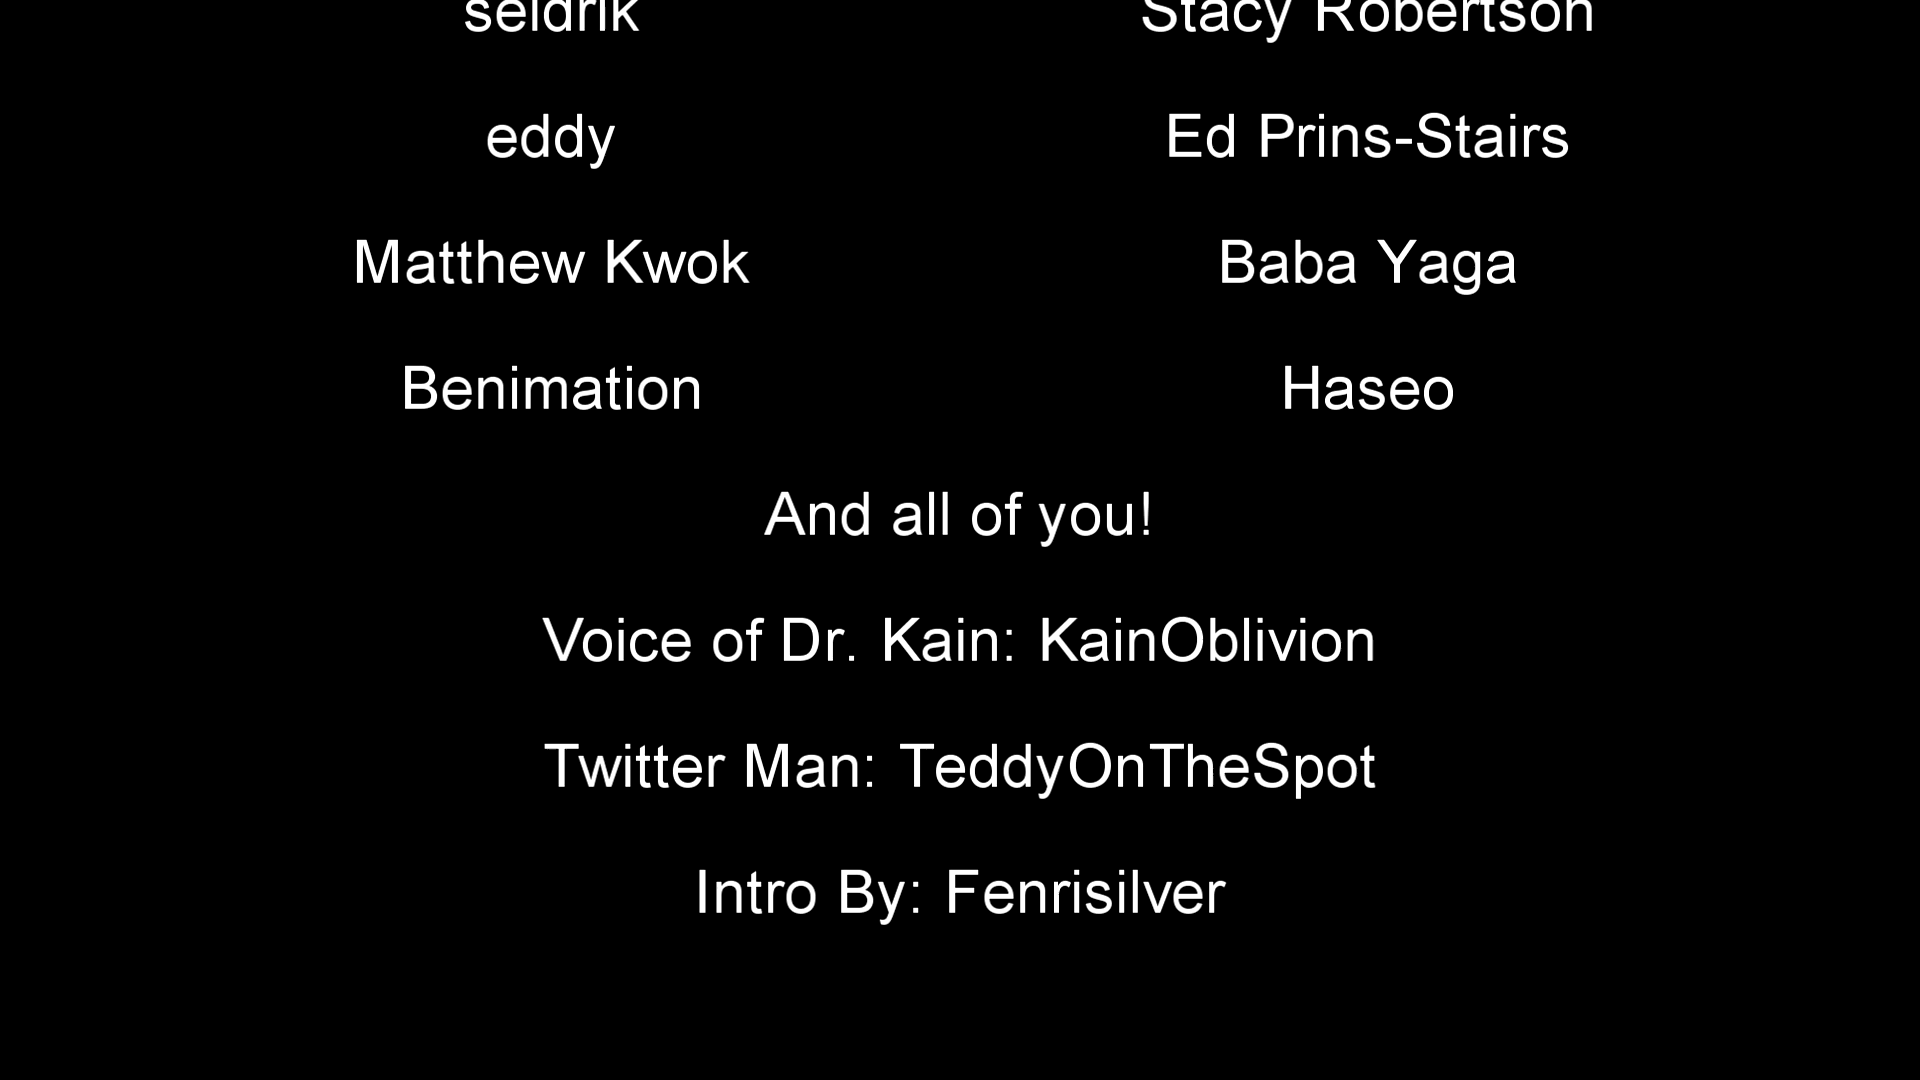 seidrik Stacy Robertson
eddy Ed Prins-Stairs
Matthew Kwok Baba Yaga
Benimation Haseo
And all of you!
Voice of Dr. Kain: KainOblivion
Twitter Man: TeddyOnTheSpot
Intro By: Fenrisilver